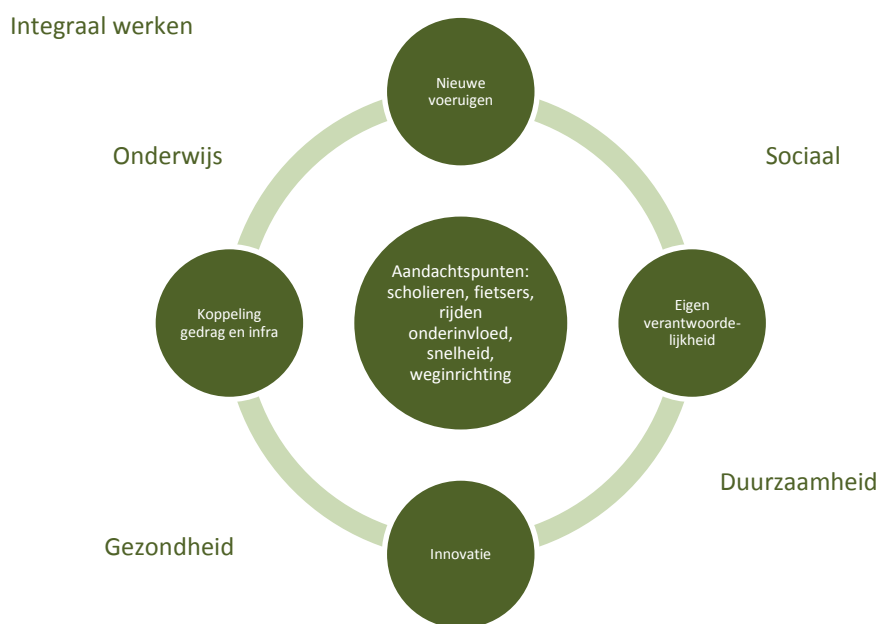 Integraal werken
Nieuwe
voeruigen
Onderwijs
Sociaal
Aandachtspunten:
scholieren, fietsers,
rijden
onderinvloed,
snelheid,
weginrichting
Koppeling
gedrag en infra
Eigen
verantwoorde-
lijkheid
Duurzaamheid
Gezondheid
Innovatie